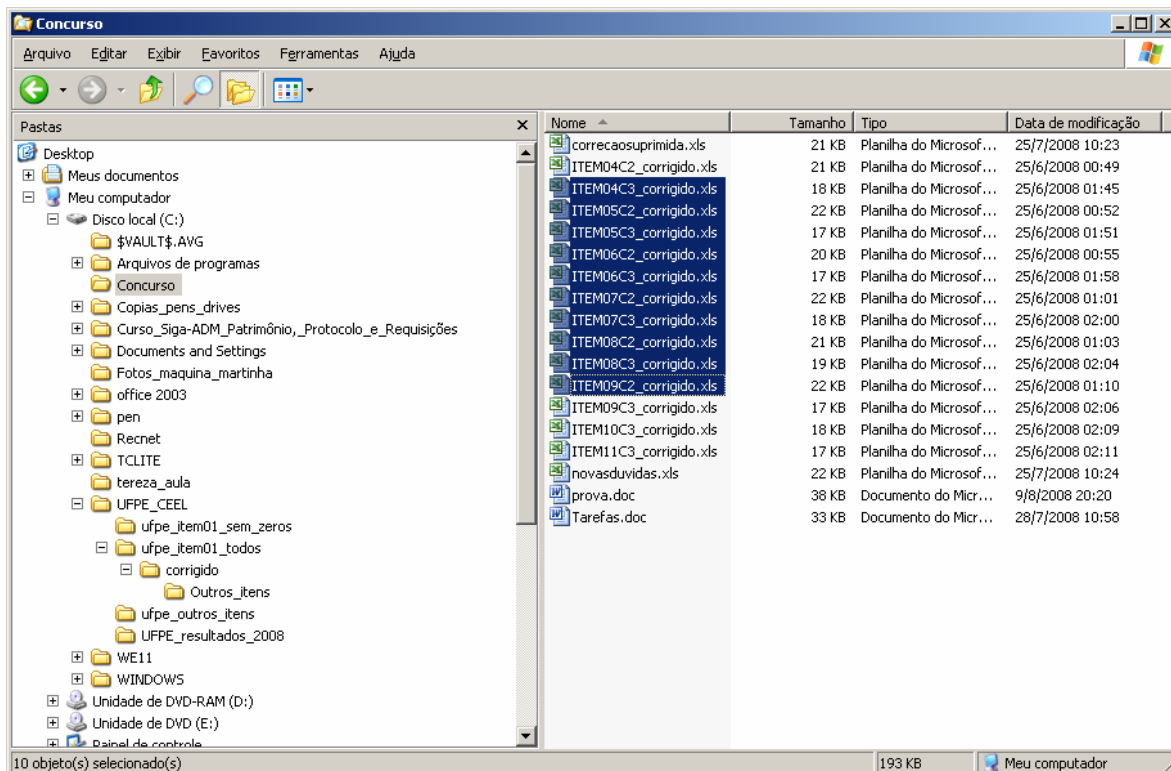 Concurso
Arquivo Editar Exibir Favoritos Ferramentas Ajuda
Pastas
Desktop
Meus documentos
Meu computador
Disco local (C:)
$VAULT$.AVG
Arquivos de programas
Concurso
Copias_pens_drives
Curso_Siga-ADM_Patrimônio,_Protocolo_e_Requisições
Documents and Settings
Fotos_maquina_martinha
office 2003
pen
Recnet
TCLITE
tereza_aula
UFPE_CEEL
ufpe_item01_sem_zeros
ufpe_item01_todos
corrigido
Outros_itens
ufpe_outros_itens
UFPE_resultados_2008
WE11
WINDOWS
Unidade de DVD-RAM (D:)
Unidade de DVD (E:)
Painel de controle
Nome Tamanho Tipo Data de modificação
correcaosuprimida.xls 21 KB Planilha do Microsof... 25/7/2008 10:23
ITEM04C2_corrigido.xls 21 KB Planilha do Microsof... 25/6/2008 00:49
ITEM04C3_corrigido.xls 18 KB Planilha do Microsof... 25/6/2008 01:45
ITEM05C2_corrigido.xls 22 KB Planilha do Microsof... 25/6/2008 00:52
ITEM05C3_corrigido.xls 17 KB Planilha do Microsof... 25/6/2008 01:51
ITEM06C2_corrigido.xls 20 KB Planilha do Microsof... 25/6/2008 00:55
ITEM06C3_corrigido.xls 17 KB Planilha do Microsof... 25/6/2008 01:58
ITEM07C2_corrigido.xls 22 KB Planilha do Microsof... 25/6/2008 01:01
ITEM07C3_corrigido.xls 18 KB Planilha do Microsof... 25/6/2008 02:00
ITEM08C2_corrigido.xls 21 KB Planilha do Microsof... 25/6/2008 01:03
ITEM08C3_corrigido.xls 19 KB Planilha do Microsof... 25/6/2008 02:04
ITEM09C2_corrigido.xls 22 KB Planilha do Microsof... 25/6/2008 01:10
ITEM09C3_corrigido.xls 17 KB Planilha do Microsof... 25/6/2008 02:06
ITEM10C3_corrigido.xls 18 KB Planilha do Microsof... 25/6/2008 02:09
ITEM11C3_corrigido.xls 17 KB Planilha do Microsof... 25/6/2008 02:11
novasduvidas.xls 22 KB Planilha do Microsof... 25/7/2008 10:24
prova.doc 38 KB Documento do Micr... 9/8/2008 20:20
Tarefas.doc 33 KB Documento do Micr... 28/7/2008 10:58
10 objeto(s) selecionado(s) 193 KB Meu computador